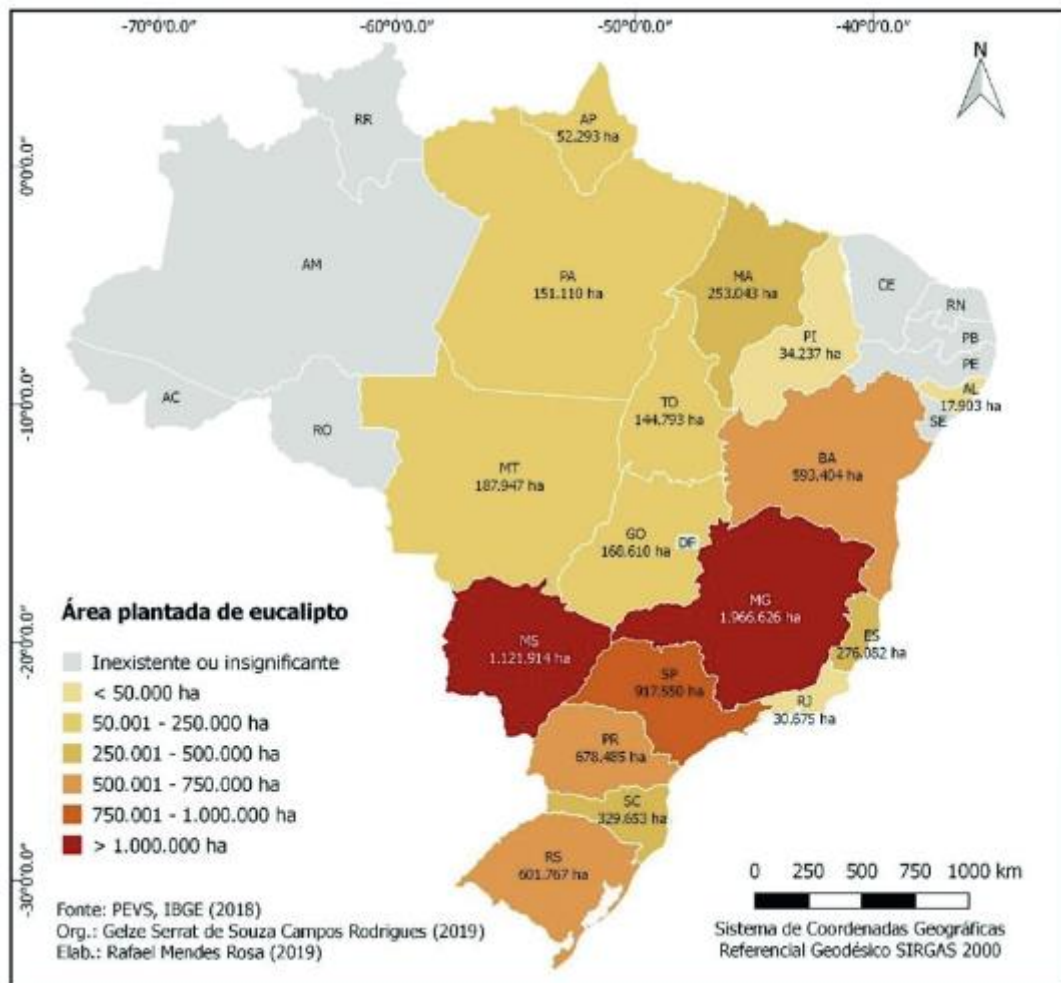 -70°0'0.0" -60°0'0.0" -50°0'0.0" -40°0'0.0"
N
0°0'0.0"
-10°0'0.0"
-20°0'0.0"
-30°0'0.0"
RR
AP
52.293 ha
AM
PA
151.110 ha
MA
253.043 ha
CE
RN
PB
PE
PI
34.237 ha
AL
17.903 ha
SE
AC
RO
TO
144.793 ha
BA
593.404 ha
MT
187.947 ha
GO
168.610 ha
DF
MG
1.966.626 ha
ES
276.082 ha
MS
1.121.914 ha
SP
917.550 ha
RJ
30.675 ha
PR
678.485 ha
SC
329.653 ha
RS
601.767 ha
Área plantada de eucalipto
Inexistente ou insignificante
< 50.000 ha
50.001 - 250.000 ha
250.001 - 500.000 ha
500.001 - 750.000 ha
750.001 - 1.000.000 ha
> 1.000.000 ha
Fonte: PEVS, IBGE (2018)
Org.: Gelze Serrat de Souza Campos Rodrigues (2019)
Elab.: Rafael Mendes Rosa (2019)
0 250 500 750 1000 km
Sistema de Coordenadas Geográficas
Referencial Geodésico SIRGAS 2000